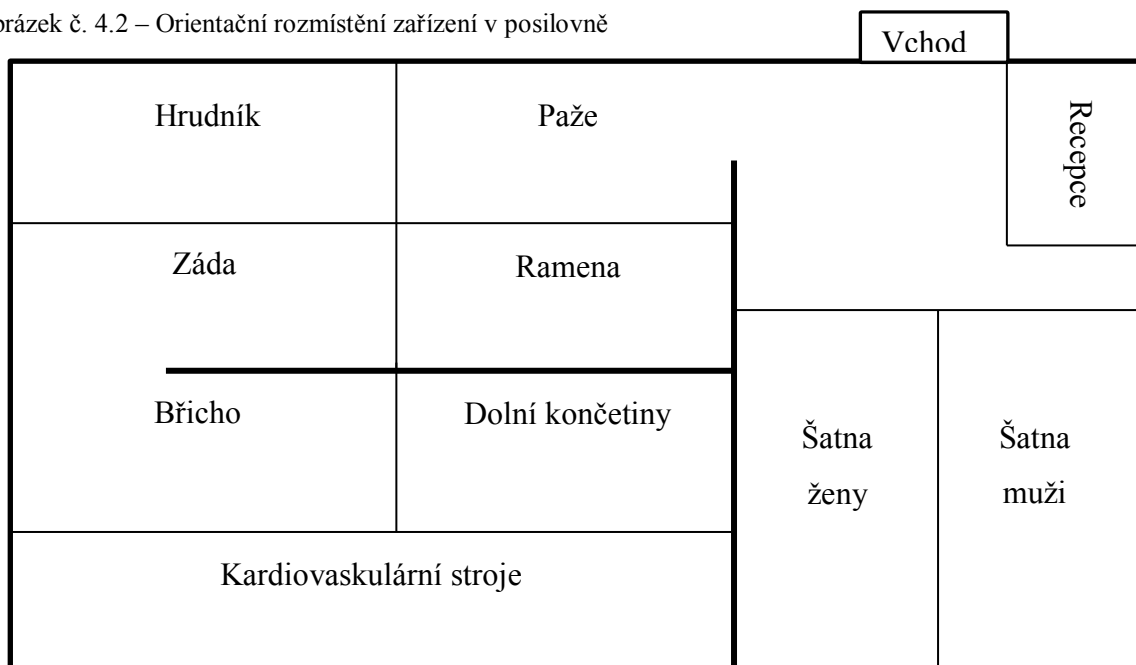 brázek č. 4.2 – Orientační rozmístění zařízení v posilovně
Vchod
Hrudník
Paže
Recepce
Záda
Ramena
Břicho
Dolní končetiny
Šatna
ženy
Šatna
muži
Kardiovaskulární stroje